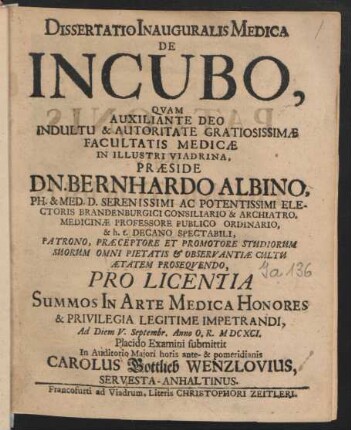 DISSERTATIO INAUGURALIS MEDICA
DE
INCUBO,
QVAM
AUXILIANTE DEO
INDULTU & AUTORITATE GRATIOSISSIMÆ
FACULTATIS MEDICÆ
IN ILLUSTRI VIADRINA,
PRÆSIDE
DN. BERNHARDO ALBINO,
PH. & MED. D. SERENISSIMI AC POTENTISSIMI ELE-
CTORIS BRANDENBURGICI CONSILIARIO & ARCHIATRO,
MEDICINÆ PROFESSORE PUBLICO ORDINARIO,
& h. t. DECANO SPECTABILI,
PATRONO, PRÆCEPTORE ET PROMOTORE STUDIORUM
SUORUM OMNI PIETATIS & OBSERVANTIÆ CULTU
ÆTATEM PROSEQVENDO,
Ja. 136
PRO LICENTIA
SUMMOS IN ARTE MEDICA HONORES
& PRIVILEGIA LEGITIME IMPETRANDI,
Ad Diem V. Septembr. Anno O. R. MDCXCI.
Placido Examini submittit
In Auditorio Majori horis ante- & pomeridianis
CAROLUS Gottlieb WENZLOVIUS,
SERVESTA-ANHALTINUS.
Francofurti ad Viadrum, Literis CHRISTOPHORI ZEITLERI.